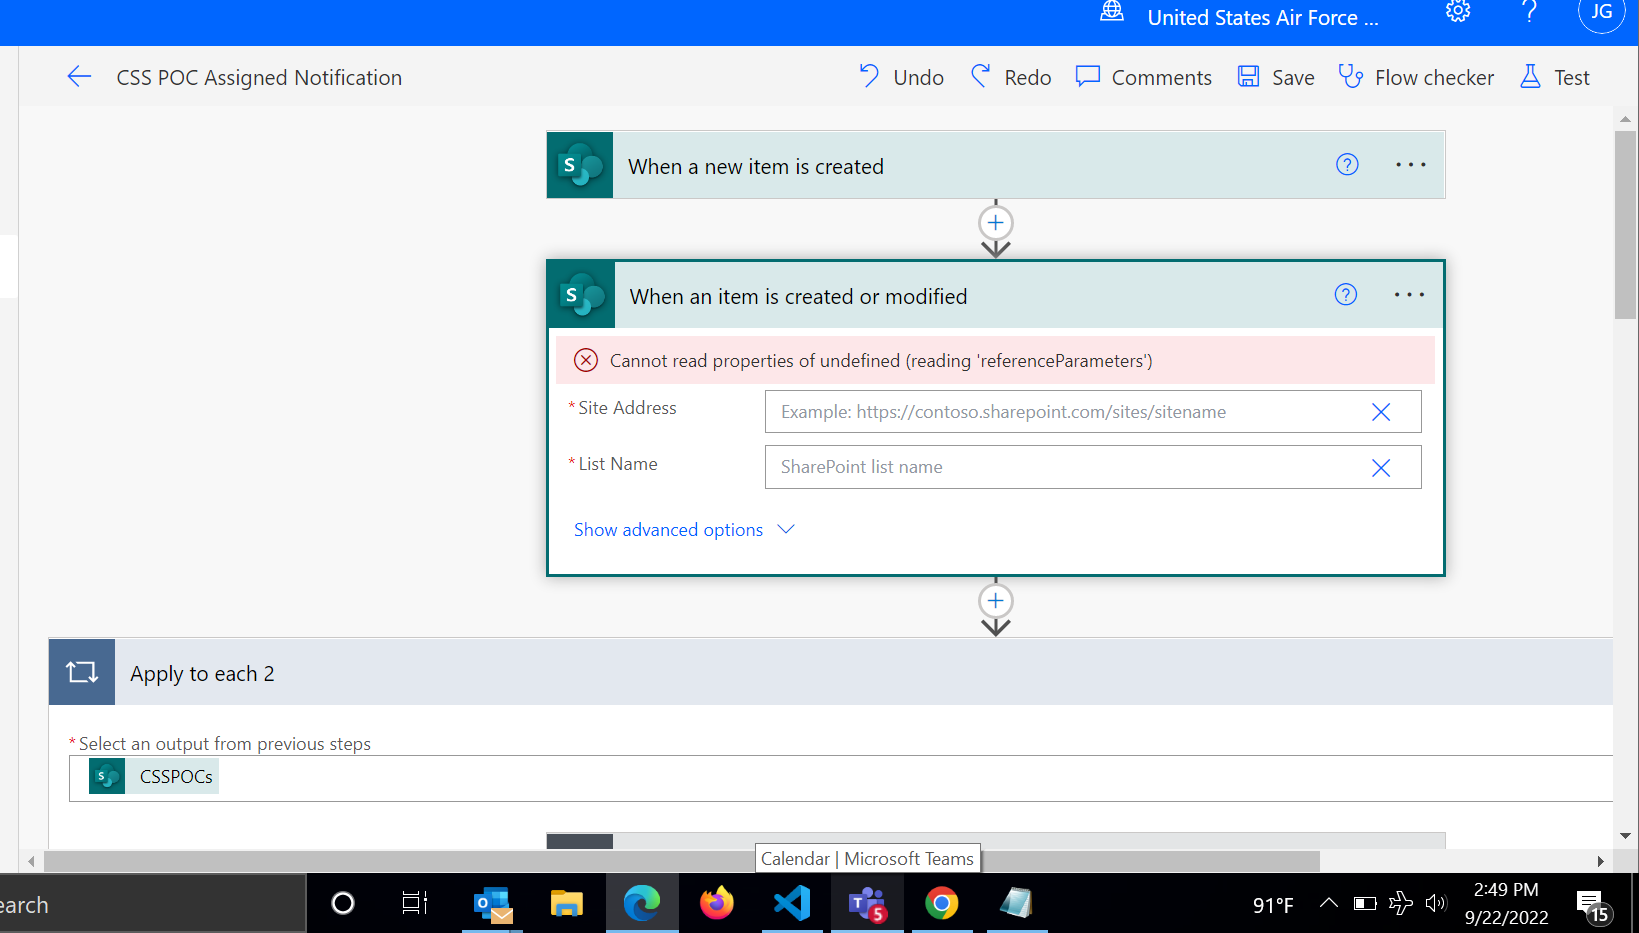 United States Air Force ...
JG
CSS POC Assigned Notification
Undo
Redo
Comments
Save
Flow checker
Test
S
When a new item is created
S
When an item is created or modified
Cannot read properties of undefined (reading 'referenceParameters')
* Site Address
Example: https://contoso.sharepoint.com/sites/sitename
* List Name
SharePoint list name
Show advanced options
Apply to each 2
* Select an output from previous steps
S
CSSPOCs
Calendar | Microsoft Teams
earch
O
T
5
91°F
2:49 PM
9/22/2022
15